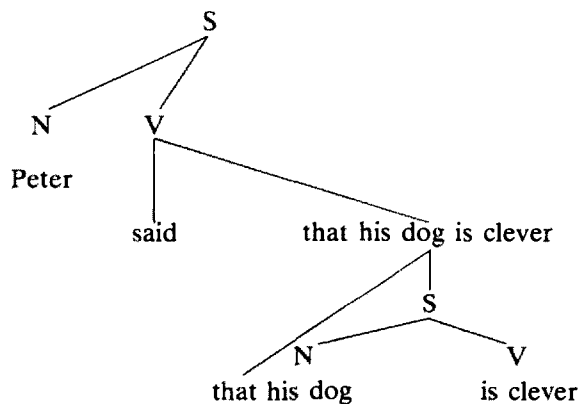 S
N V
Peter
said that his dog is clever
S
N V
that his dog is clever